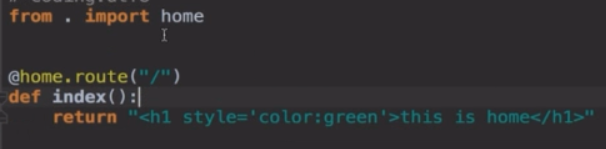 from . import home
@home.route("/")
def index():
return "<h1 style='color:green'>this is home</h1>"